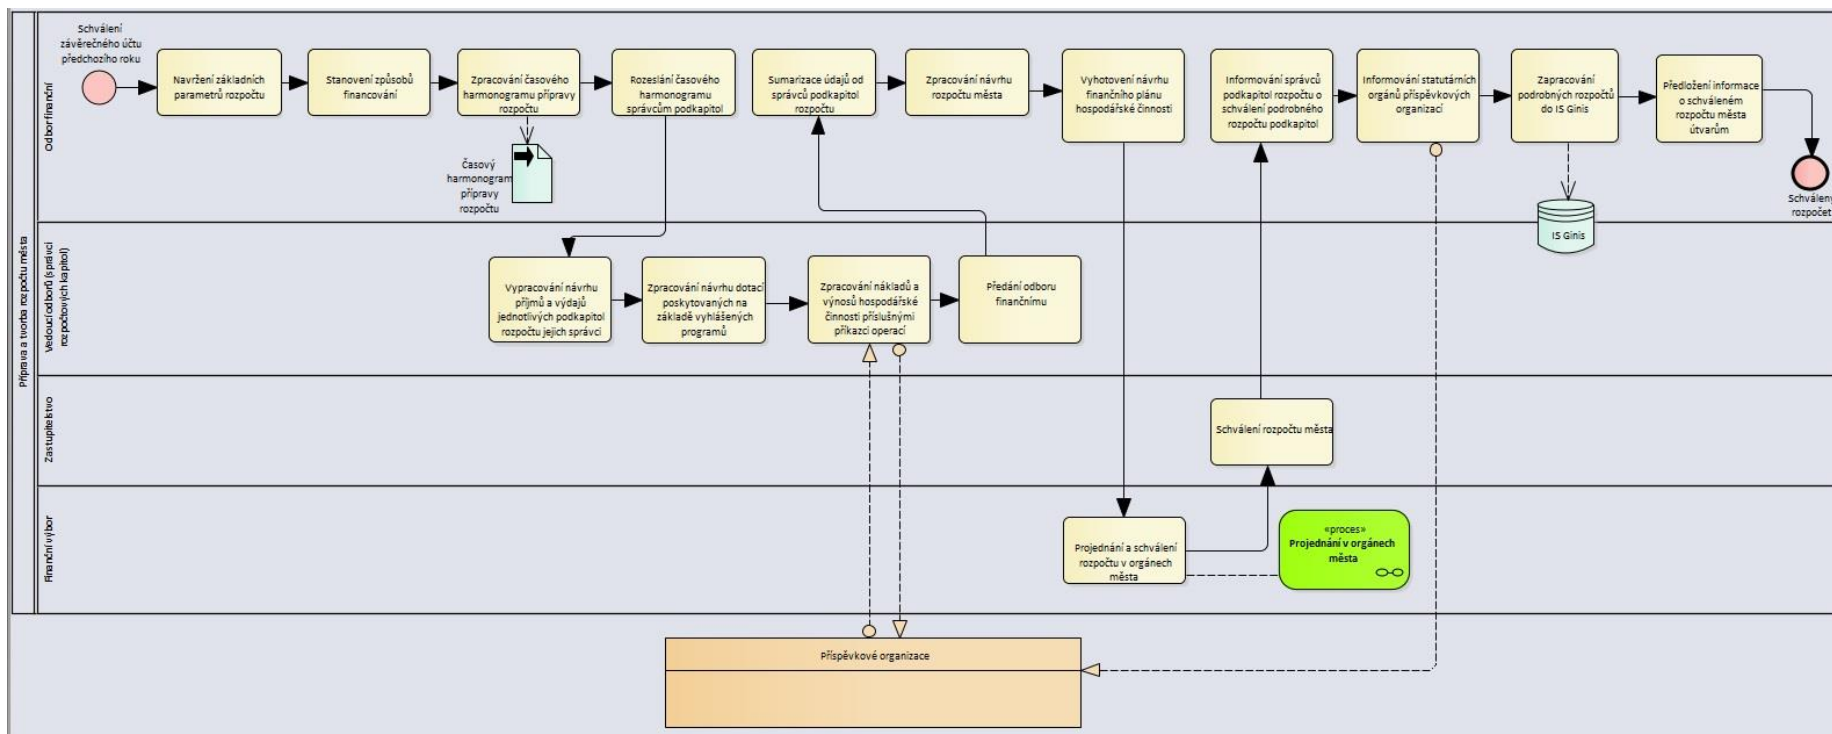 Příprava a tvorba rozpočtu města
Odbor finanční
Schválení
závěrečného účtu
předchozího roku
Navržení základních
parametrů rozpočtu
Stanovení způsobů
financování
Zpracování časového
harmonogramu přípravy
rozpočtu
Rozeslání časového
harmonogramu
správcům podkapitol
Sumarizace údajů od
správců podkapitol
rozpočtu
Zpracování návrhu
rozpočtu města
Vyhotovení návrhu
finančního plánu
hospodářské činnosti
Informování správců
podkapitol rozpočtu o
schválení podrobného
rozpočtu podkapitol
Informování statutárních
orgánů příspěvkových
organizací
Zapracování
podrobných rozpočtů
do IS Ginis
Předložení informace
o schváleném
rozpočtu města
útvarům
Časový
harmonogram
přípravy
rozpočtu
Schválený
rozpočet
IS Ginis
Vedoucí odborů (správci
rozpočtových kapitol)
Vypracování návrhu
příjmů a výdajů
jednotlivých podkapitol
rozpočtu jejich správci
Zpracování návrhu dotací
poskytovaných na
základě vyhlášených
programů
Zpracování nákladů a
výnosů hospodářské
činnosti příslušnými
příkazci operací
Předání odboru
finančnímu
Zastupitelstvo
Schválení rozpočtu města
Finanční výbor
Projednání a schválení
rozpočtu v orgánech
města
«proces»
Projednání v orgánech
města
Příspěvkové organizace